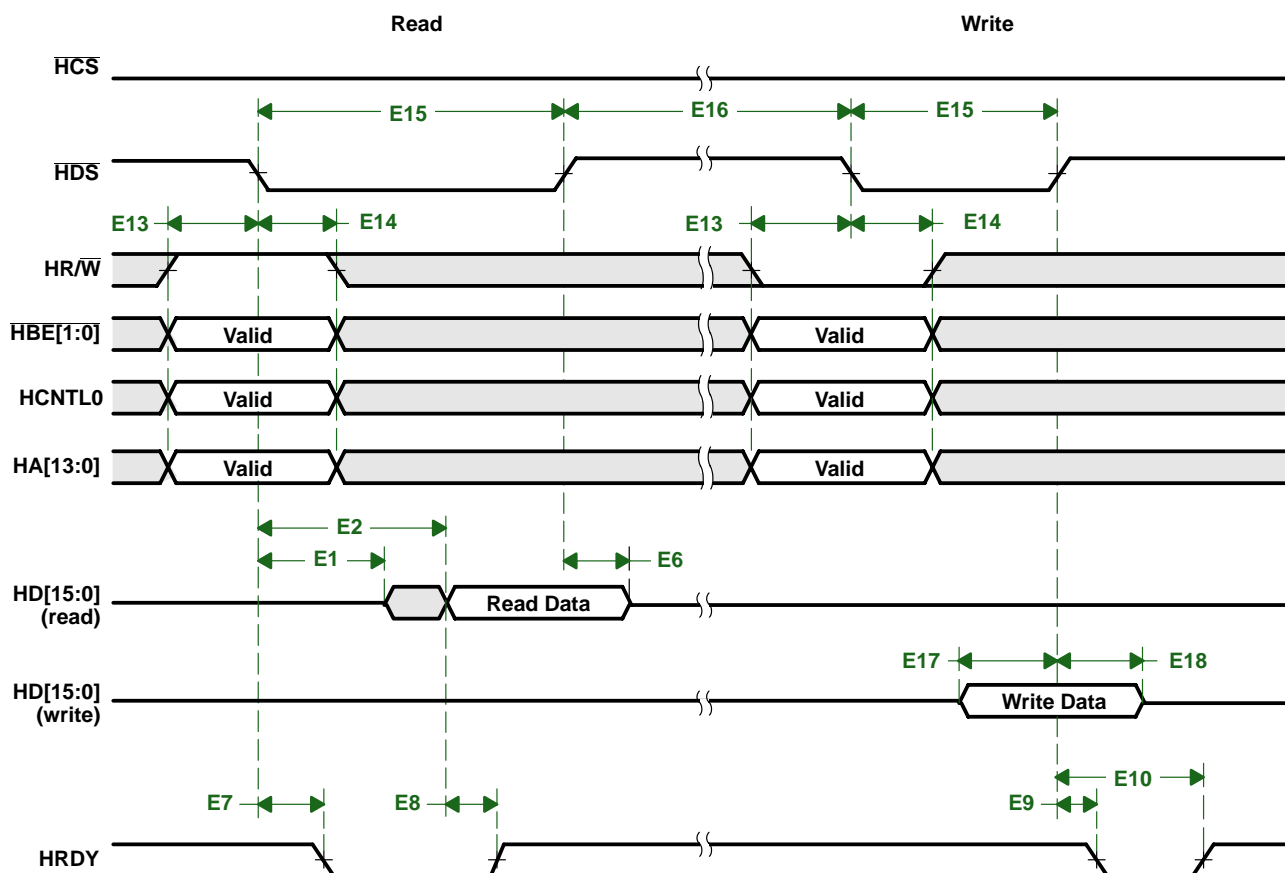 Read Write
HCS
E15 E16 E15
HDS
E13 E14 E13 E14
HR/W
HBE[1:0] Valid Valid
HCNTL0 Valid Valid
HA[13:0] Valid Valid
E2
E1 E6
HD[15:0]
(read)
Read Data
E17 E18
HD[15:0]
(write)
Write Data
E10
E7 E8 E9
HRDY